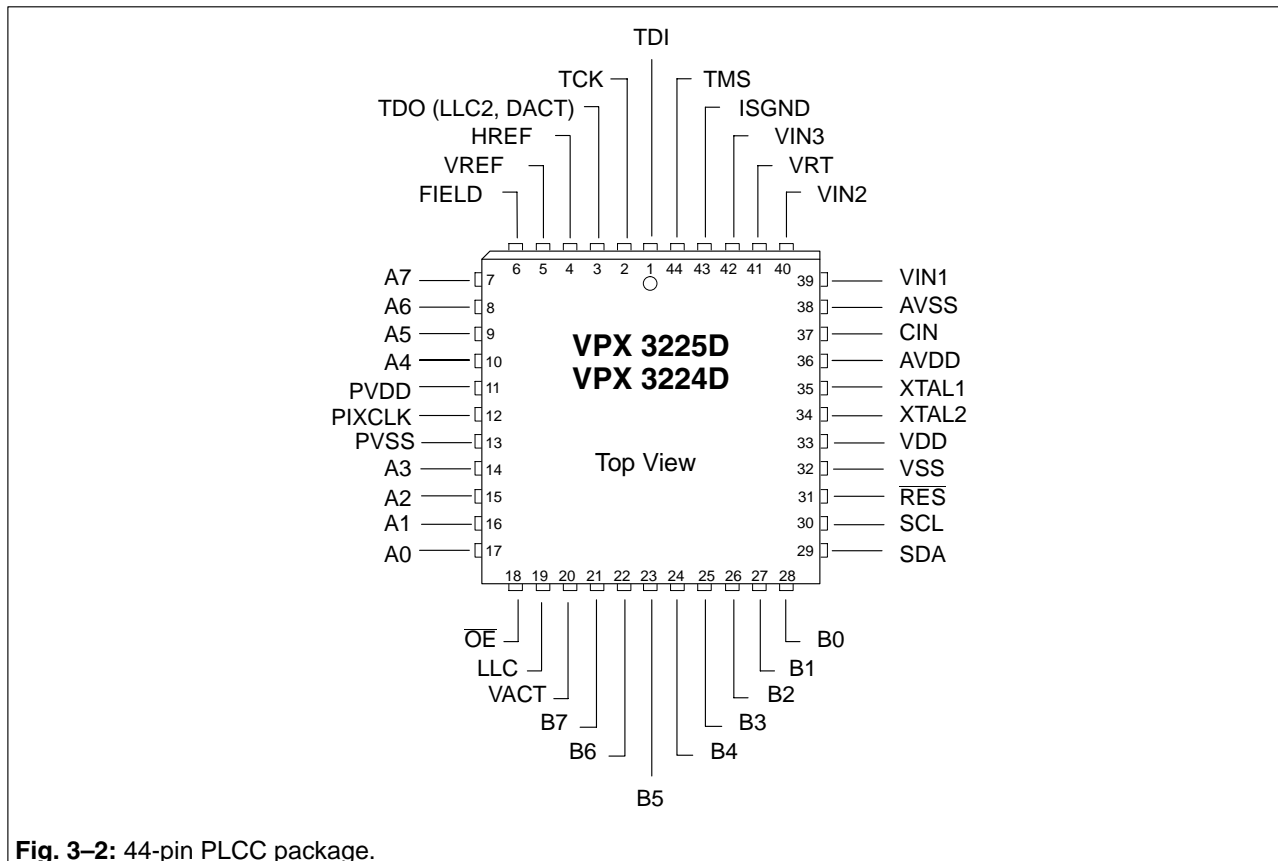 TDI
TCK TMS
TDO (LLC2, DACT) ISGND
HREF VIN3
VREF VRT
FIELD VIN2
6 5 4 3 2 1 44 43 42 41 40
A7 7 39 VIN1
A6 8 38 AVSS
A5 9 37 CIN
A4 10 36 AVDD
PVDD 11 35 XTAL1
PIXCLK 12 34 XTAL2
PVSS 13 33 VDD
A3 14 32 VSS
A2 15 31 R̅E̅S̅
A1 16 30 SCL
A0 17 29 SDA
VPX 3225D
VPX 3224D
Top View
18 19 20 21 22 23 24 25 26 27 28
O̅E̅ B0
LLC B1
VACT B2
B7 B3
B6 B4
B5
Fig. 3–2: 44-pin PLCC package.